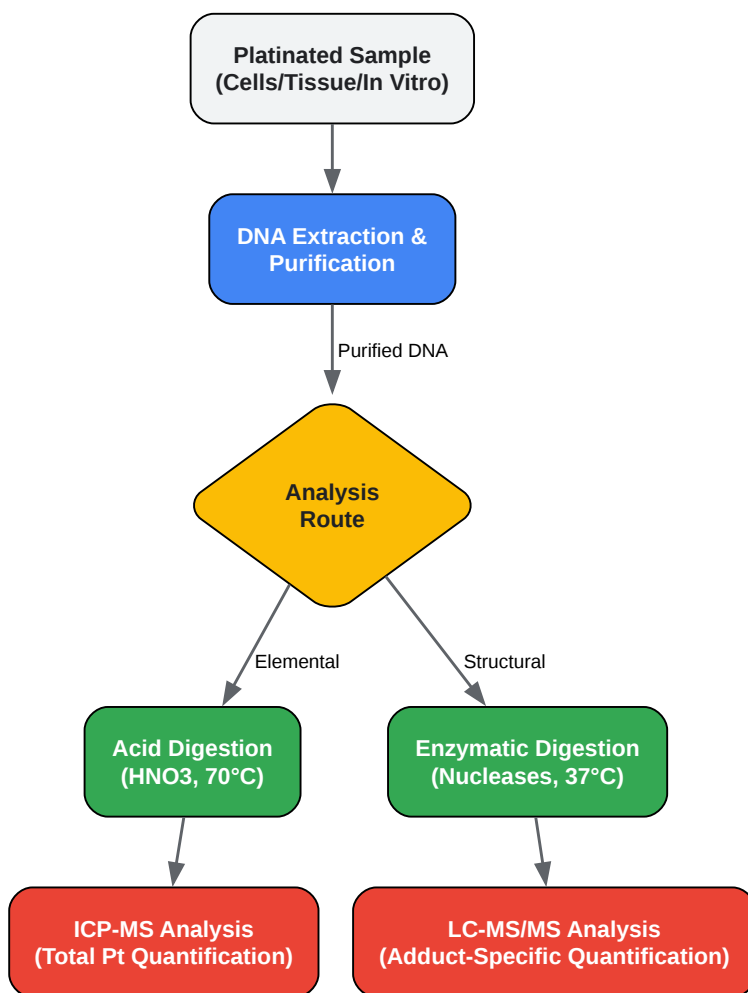 Platinated Sample
(Cells/Tissue/In Vitro)
DNA Extraction &
Purification
Purified DNA
Analysis
Route
Elemental
Structural
Acid Digestion
(HNO3, 70°C)
Enzymatic Digestion
(Nucleases, 37°C)
ICP-MS Analysis
(Total Pt Quantification)
LC-MS/MS Analysis
(Adduct-Specific Quantification)